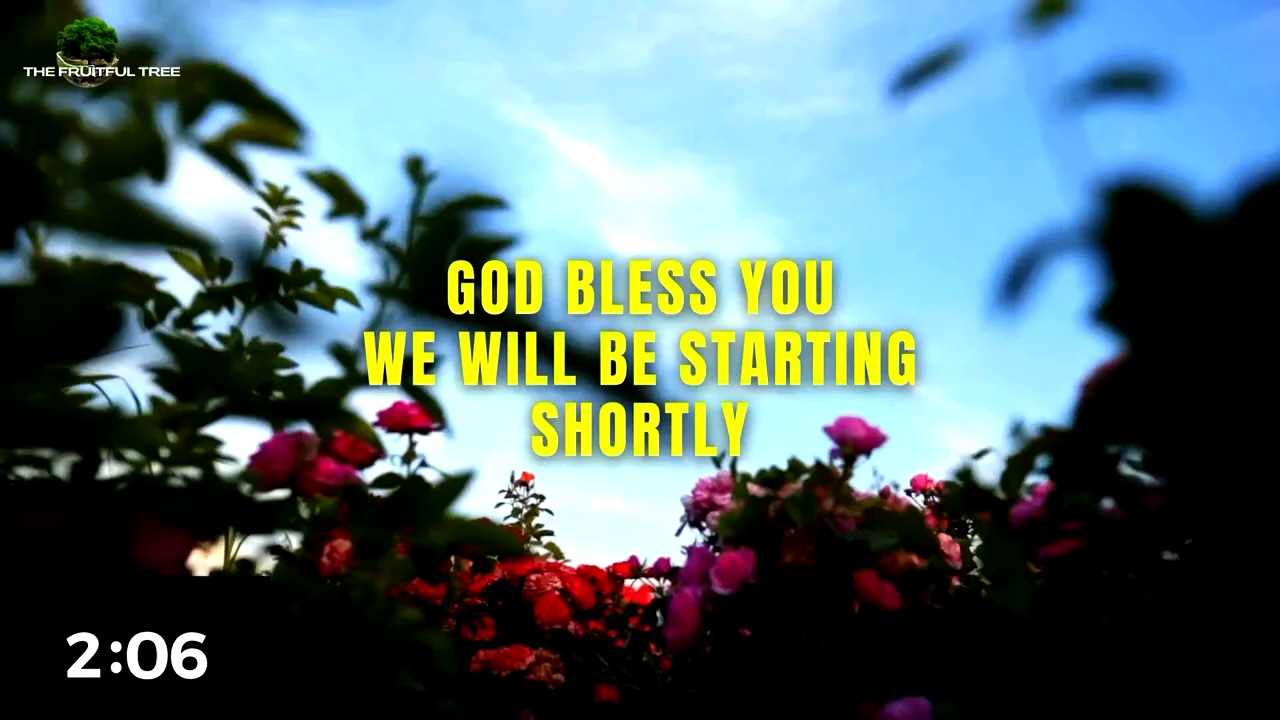 THE FRUITFUL TREE
GOD BLESS YOU
WE WILL BE STARTING
SHORTLY
2:06